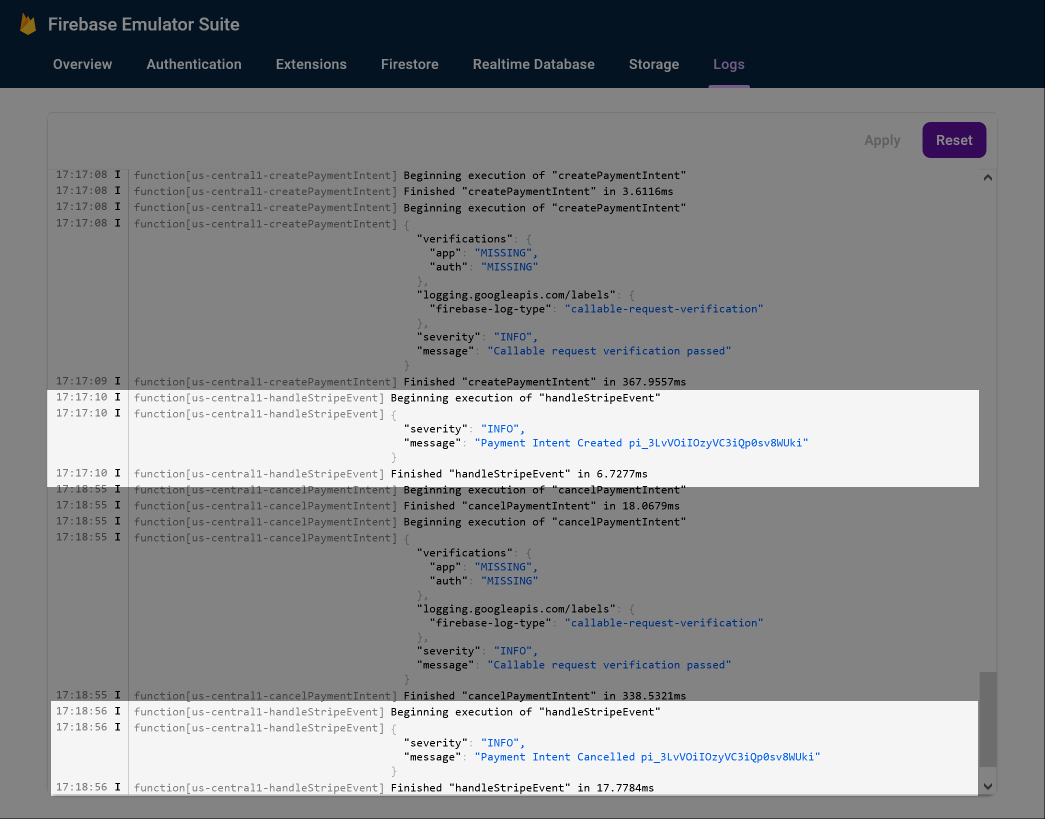 Firebase Emulator Suite
Overview Authentication Extensions Firestore Realtime Database Storage Logs
Apply Reset
17:17:08 I function[us-central1-createPaymentIntent] Beginning execution of "createPaymentIntent"
17:17:08 I function[us-central1-createPaymentIntent] Finished "createPaymentIntent" in 3.6116ms
17:17:08 I function[us-central1-createPaymentIntent] Beginning execution of "createPaymentIntent"
17:17:08 I function[us-central1-createPaymentIntent] {
"verifications": {
"app": "MISSING",
"auth": "MISSING"
},
"logging.googleapis.com/labels": {
"firebase-log-type": "callable-request-verification"
},
"severity": "INFO",
"message": "Callable request verification passed"
}
17:17:09 I function[us-central1-createPaymentIntent] Finished "createPaymentIntent" in 367.9557ms
17:17:10 I function[us-central1-handleStripeEvent] Beginning execution of "handleStripeEvent"
17:17:10 I function[us-central1-handleStripeEvent] {
"severity": "INFO",
"message": "Payment Intent Created pi_3LvVOiIOzyVC3iQp0sv8WUki"
}
17:17:10 I function[us-central1-handleStripeEvent] Finished "handleStripeEvent" in 6.7277ms
17:18:55 I function[us-central1-cancelPaymentIntent] Beginning execution of "cancelPaymentIntent"
17:18:55 I function[us-central1-cancelPaymentIntent] Finished "cancelPaymentIntent" in 18.0679ms
17:18:55 I function[us-central1-cancelPaymentIntent] Beginning execution of "cancelPaymentIntent"
17:18:55 I function[us-central1-cancelPaymentIntent] {
"verifications": {
"app": "MISSING",
"auth": "MISSING"
},
"logging.googleapis.com/labels": {
"firebase-log-type": "callable-request-verification"
},
"severity": "INFO",
"message": "Callable request verification passed"
}
17:18:55 I function[us-central1-cancelPaymentIntent] Finished "cancelPaymentIntent" in 338.5321ms
17:18:56 I function[us-central1-handleStripeEvent] Beginning execution of "handleStripeEvent"
17:18:56 I function[us-central1-handleStripeEvent] {
"severity": "INFO",
"message": "Payment Intent Cancelled pi_3LvVOiIOzyVC3iQp0sv8WUki"
}
17:18:56 I function[us-central1-handleStripeEvent] Finished "handleStripeEvent" in 17.7784ms